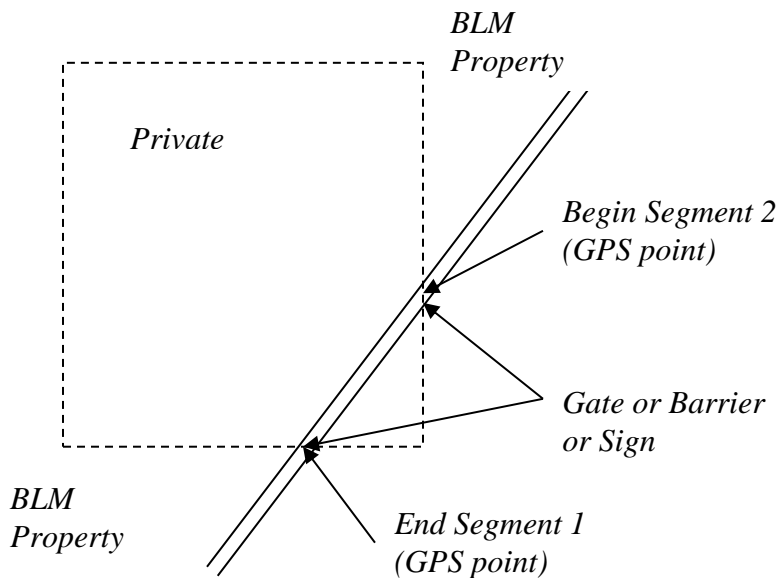 BLM
Property
Private
Begin Segment 2
(GPS point)
Gate or Barrier
or Sign
BLM
Property
End Segment 1
(GPS point)